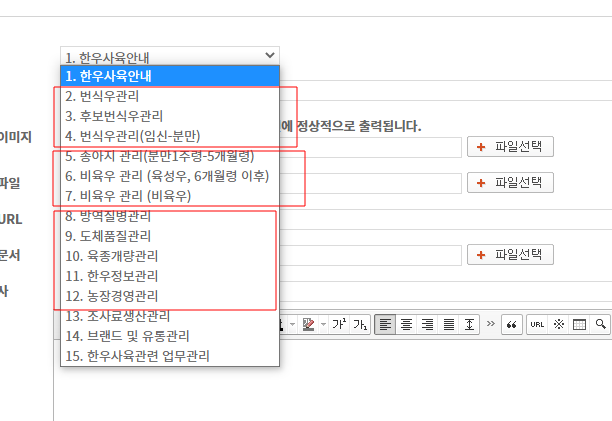 1. 한우사육안내
1. 한우사육안내
2. 번식우관리
3. 후보번식우관리
4. 번식우관리(임신-분만)
에 정상적으로 출력됩니다.
이미지
파일선택
5. 송아지 관리(분만1주령-5개월령)
6. 비육우 관리 (육성우, 6개월령 이후)
파일
파일선택
7. 비육우 관리 (비육우)
8. 방역질병관리
URL
9. 도체품질관리
10. 육종개량관리
문서
파일선택
11. 한우정보관리
12. 농장경영관리
사
13. 조사료생산관리
가² 가₂ URL
14. 브랜드 및 유통관리
15. 한우사육관련 업무관리